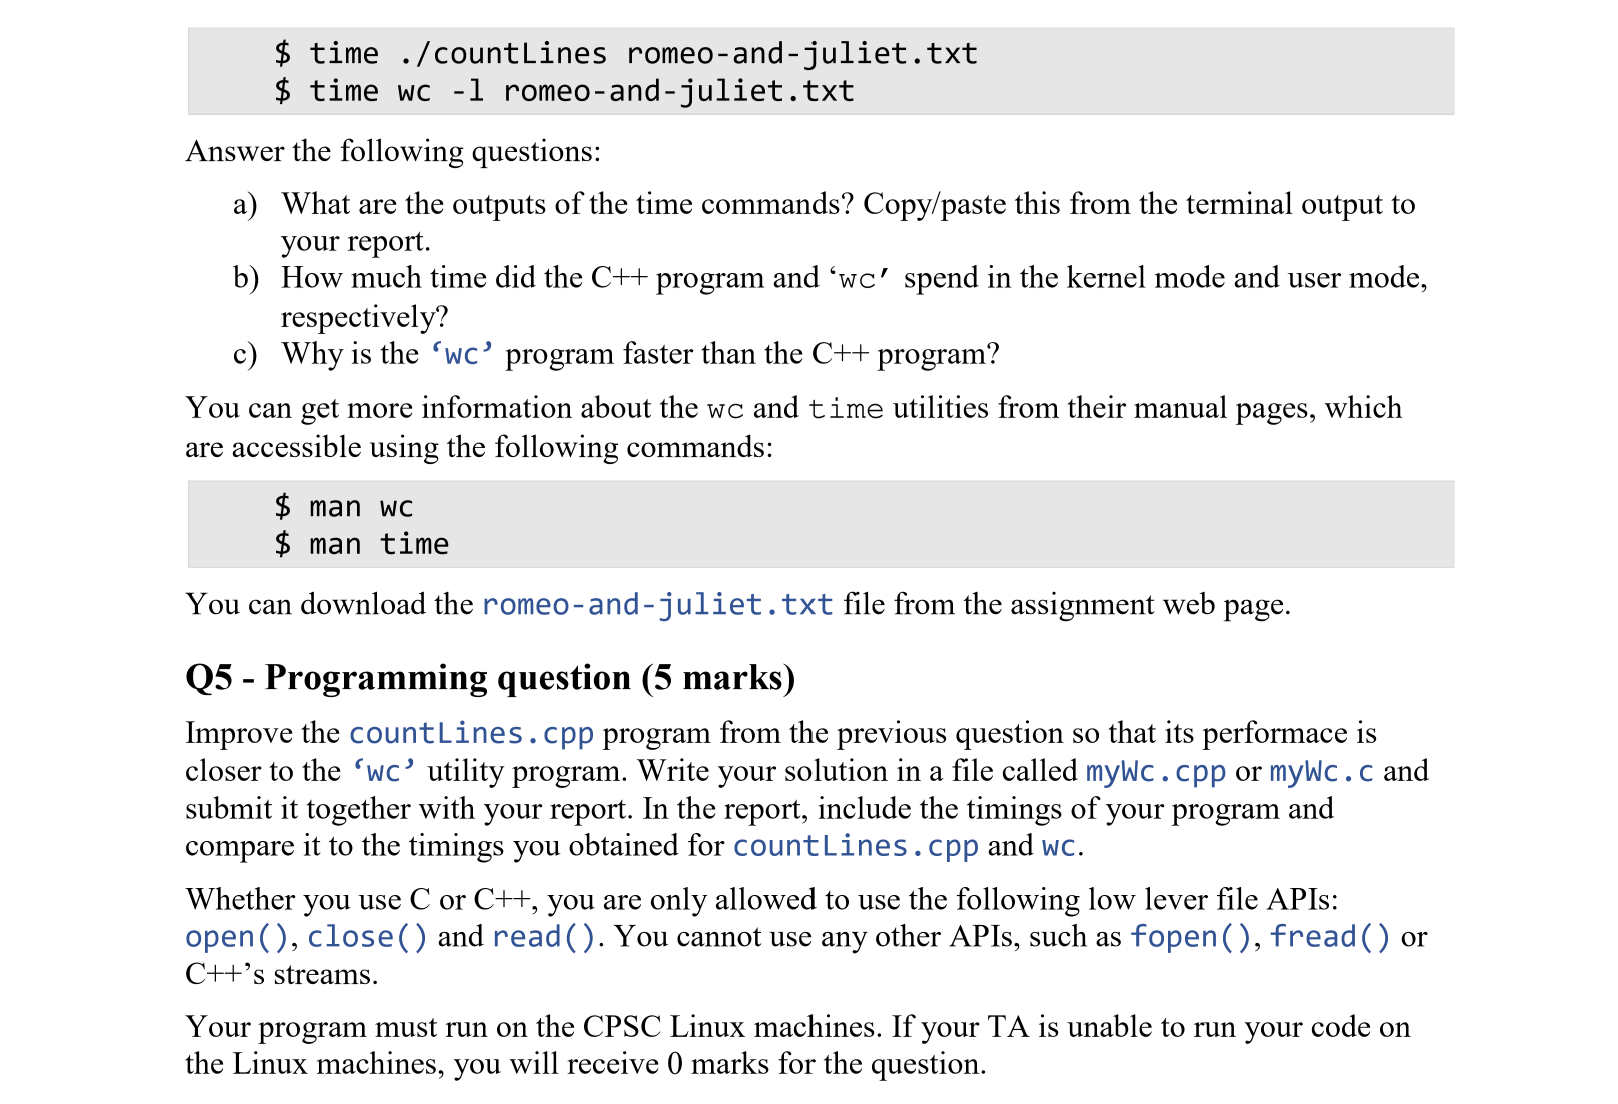 $ time ./countLines romeo-and-juliet.txt
$ time wc -l romeo-and-juliet.txt
Answer the following questions:
a) What are the outputs of the time commands? Copy/paste this from the terminal output to
your report.
b) How much time did the C++ program and ‘wc’ spend in the kernel mode and user mode,
respectively?
c) Why is the ‘wc’ program faster than the C++ program?
You can get more information about the wc and time utilities from their manual pages, which
are accessible using the following commands:
$ man wc
$ man time
You can download the romeo-and-juliet.txt file from the assignment web page.
Q5 - Programming question (5 marks)
Improve the countLines.cpp program from the previous question so that its performace is
closer to the ‘wc’ utility program. Write your solution in a file called myWc.cpp or myWc.c and
submit it together with your report. In the report, include the timings of your program and
compare it to the timings you obtained for countLines.cpp and wc.
Whether you use C or C++, you are only allowed to use the following low lever file APIs:
open(), close() and read(). You cannot use any other APIs, such as fopen(), fread() or
C++’s streams.
Your program must run on the CPSC Linux machines. If your TA is unable to run your code on
the Linux machines, you will receive 0 marks for the question.